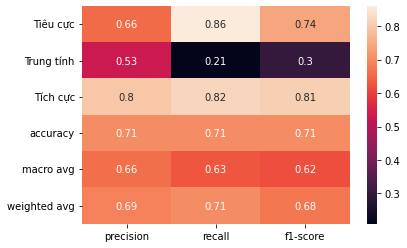 Tiêu cực 0.66 0.86 0.74
Trung tính 0.53 0.21 0.3
Tích cực 0.8 0.82 0.81
accuracy 0.71 0.71 0.71
macro avg 0.66 0.63 0.62
weighted avg 0.69 0.71 0.68
precision recall f1-score
0.8
0.7
0.6
0.5
0.4
0.3